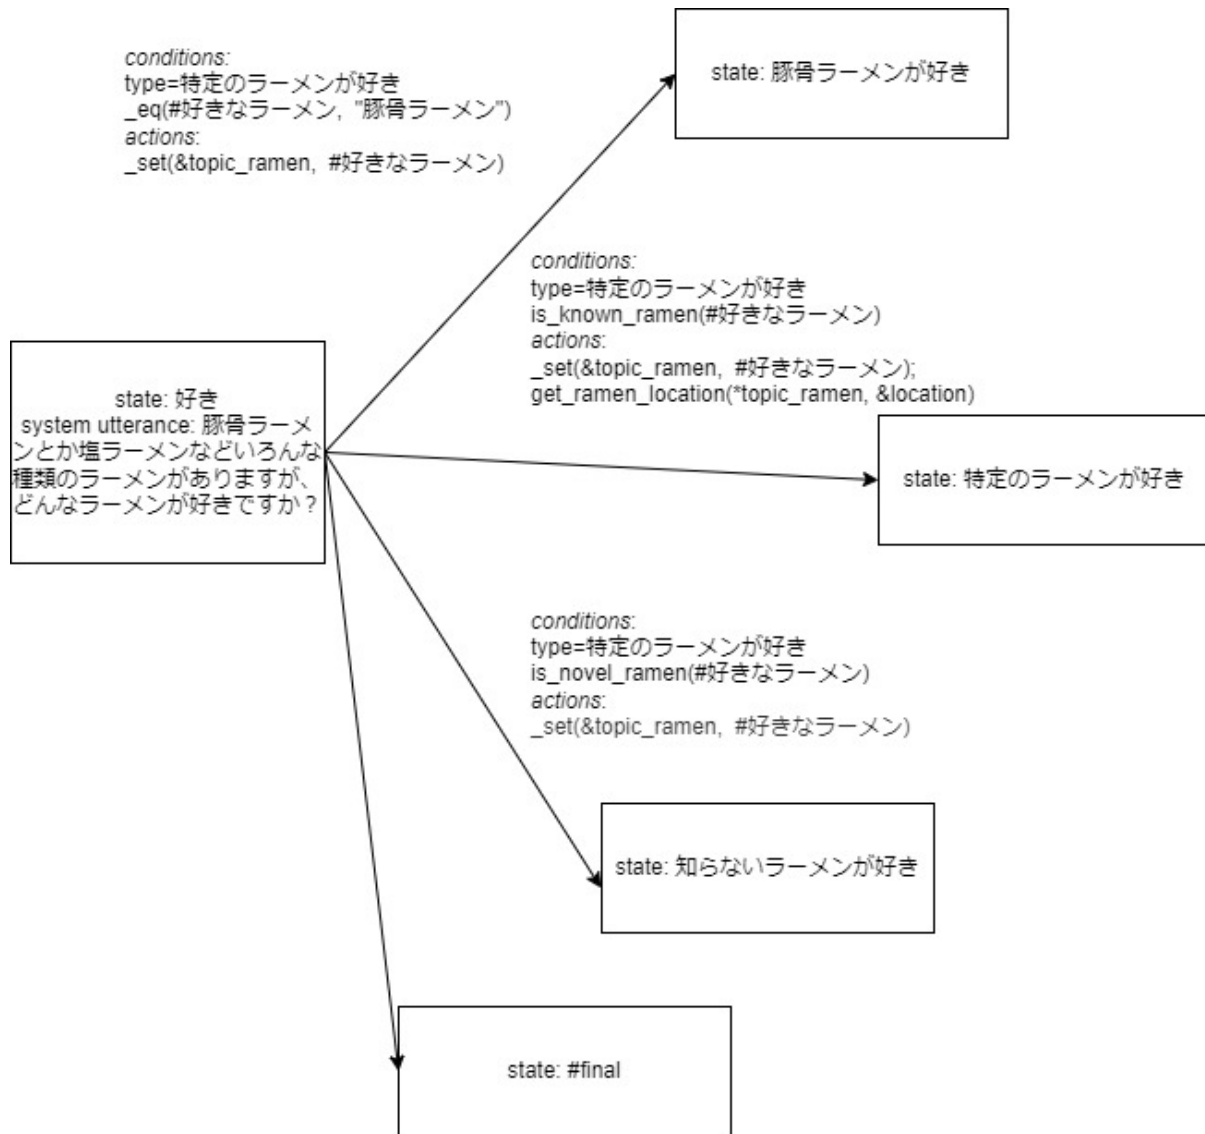 conditions:
type=特定のラーメンが好き
_eq(#好きなラーメン, "豚骨ラーメン")
actions:
_set(&topic_ramen, #好きなラーメン)
state: 豚骨ラーメンが好き
conditions:
type=特定のラーメンが好き
is_known_ramen(#好きなラーメン)
actions:
_set(&topic_ramen, #好きなラーメン);
get_ramen_location(*topic_ramen, &location)
state: 好き
system utterance: 豚骨ラーメ
ンとか塩ラーメンなどいろんな
種類のラーメンがありますが、
どんなラーメンが好きですか？
state: 特定のラーメンが好き
conditions:
type=特定のラーメンが好き
is_novel_ramen(#好きなラーメン)
actions:
_set(&topic_ramen, #好きなラーメン)
state: 知らないラーメンが好き
state: #final